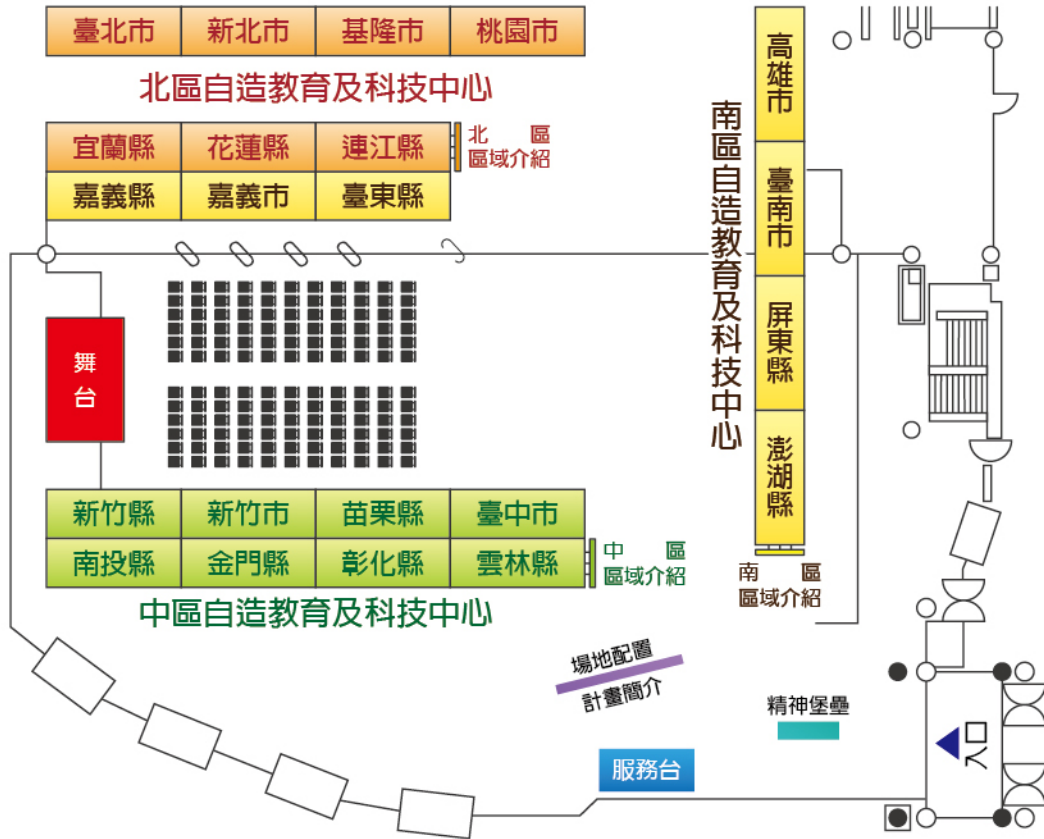 臺北市 新北市 基隆市 桃園市
北區自造教育及科技中心
宜蘭縣 花蓮縣 連江縣
北區
區域介紹
嘉義縣 嘉義市 臺東縣
高雄市
臺南市
屏東縣
澎湖縣
南區自造教育及科技中心
南區
區域介紹
舞
台
新竹縣 新竹市 苗栗縣 臺中市
南投縣 金門縣 彰化縣 雲林縣
中區
區域介紹
中區自造教育及科技中心
場地配置
計畫簡介
精神堡壘
服務台
入口